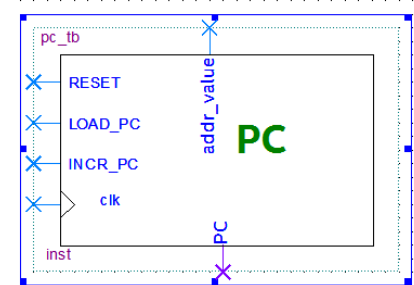 pc_tb
RESET
LOAD_PC
INCR_PC
clk
addr_value
PC
PC
inst